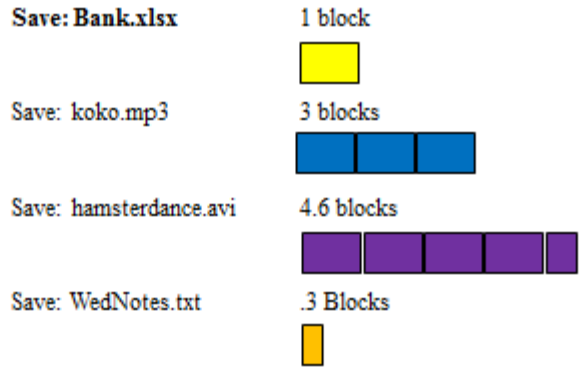 Save: Bank.xlsx 1 block
Save: koko.mp3 3 blocks
Save: hamsterdance.avi 4.6 blocks
Save: WedNotes.txt .3 Blocks